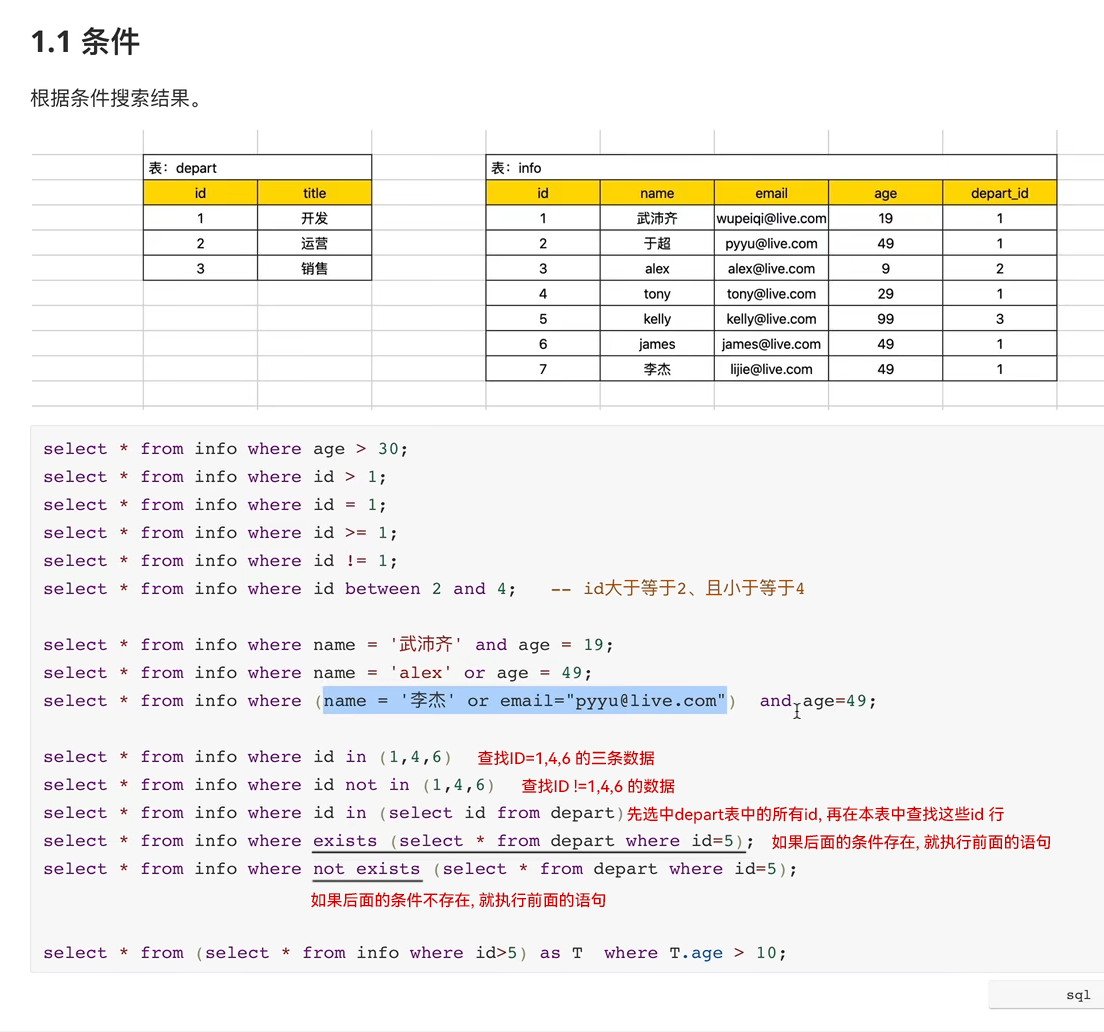 1.1 条件
根据条件搜索结果。
表：depart
id title
1 开发
2 运营
3 销售
表：info
id name email age depart_id
1 武沛齐 wupeiqi@live.com 19 1
2 于超 pyyu@live.com 49 1
3 alex alex@live.com 9 2
4 tony tony@live.com 29 1
5 kelly kelly@live.com 99 3
6 james james@live.com 49 1
7 李杰 lijie@live.com 49 1
select * from info where age > 30;
select * from info where id > 1;
select * from info where id = 1;
select * from info where id >= 1;
select * from info where id != 1;
select * from info where id between 2 and 4;   -- id大于等于2、且小于等于4
select * from info where name = '武沛齐' and age = 19;
select * from info where name = 'alex' or age = 49;
select * from info where (name = '李杰' or email="pyyu@live.com")  and age=49;
select * from info where id in (1,4,6) 查找ID=1,4,6 的三条数据
select * from info where id not in (1,4,6) 查找ID !=1,4,6 的数据
select * from info where id in (select id from depart) 先选中depart表中的所有id, 再在本表中查找这些id 行
select * from info where exists (select * from depart where id=5); 如果后面的条件存在, 就执行前面的语句
select * from info where not exists (select * from depart where id=5);
如果后面的条件不存在, 就执行前面的语句
select * from (select * from info where id>5) as T  where T.age > 10;
sql